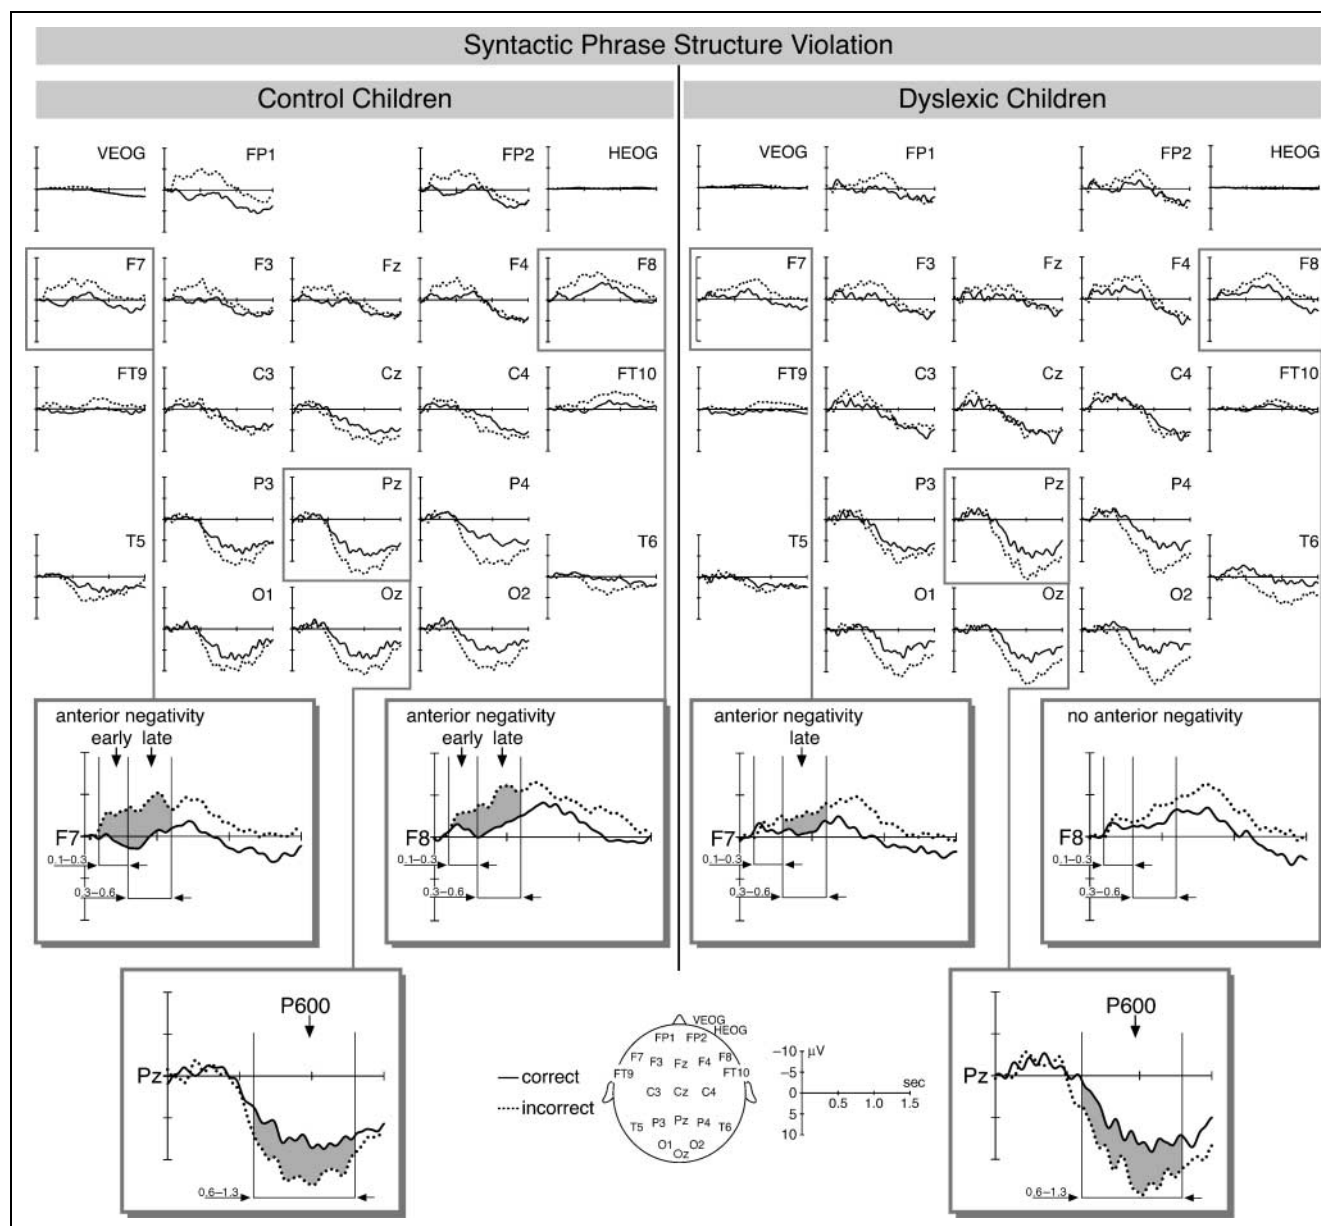 Syntactic Phrase Structure Violation
Control Children
Dyslexic Children
VEOG FP1 FP2 HEOG
VEOG FP1 FP2 HEOG
F7 F3 Fz F4 F8
F7 F3 Fz F4 F8
FT9 C3 Cz C4 FT10
FT9 C3 Cz C4 FT10
P3 Pz P4
P3 Pz P4
T5 T6
T5 T6
O1 Oz O2
O1 Oz O2
anterior negativity
early late
F7
0.1–0.3
0.3–0.6
anterior negativity
early late
F8
0.1–0.3
0.3–0.6
anterior negativity
late
F7
0.1–0.3
0.3–0.6
no anterior negativity
F8
0.1–0.3
0.3–0.6
P600
Pz
0.6–1.3
correct
incorrect
VEOG
HEOG
FP1 FP2
F7 F3 Fz F4 F8
FT9 FT10
C3 Cz C4
T5 P3 Pz P4 T6
O1 O2
Oz
–10 µV
–5
0
5
10
sec
0.5 1.0 1.5
P600
Pz
0.6–1.3